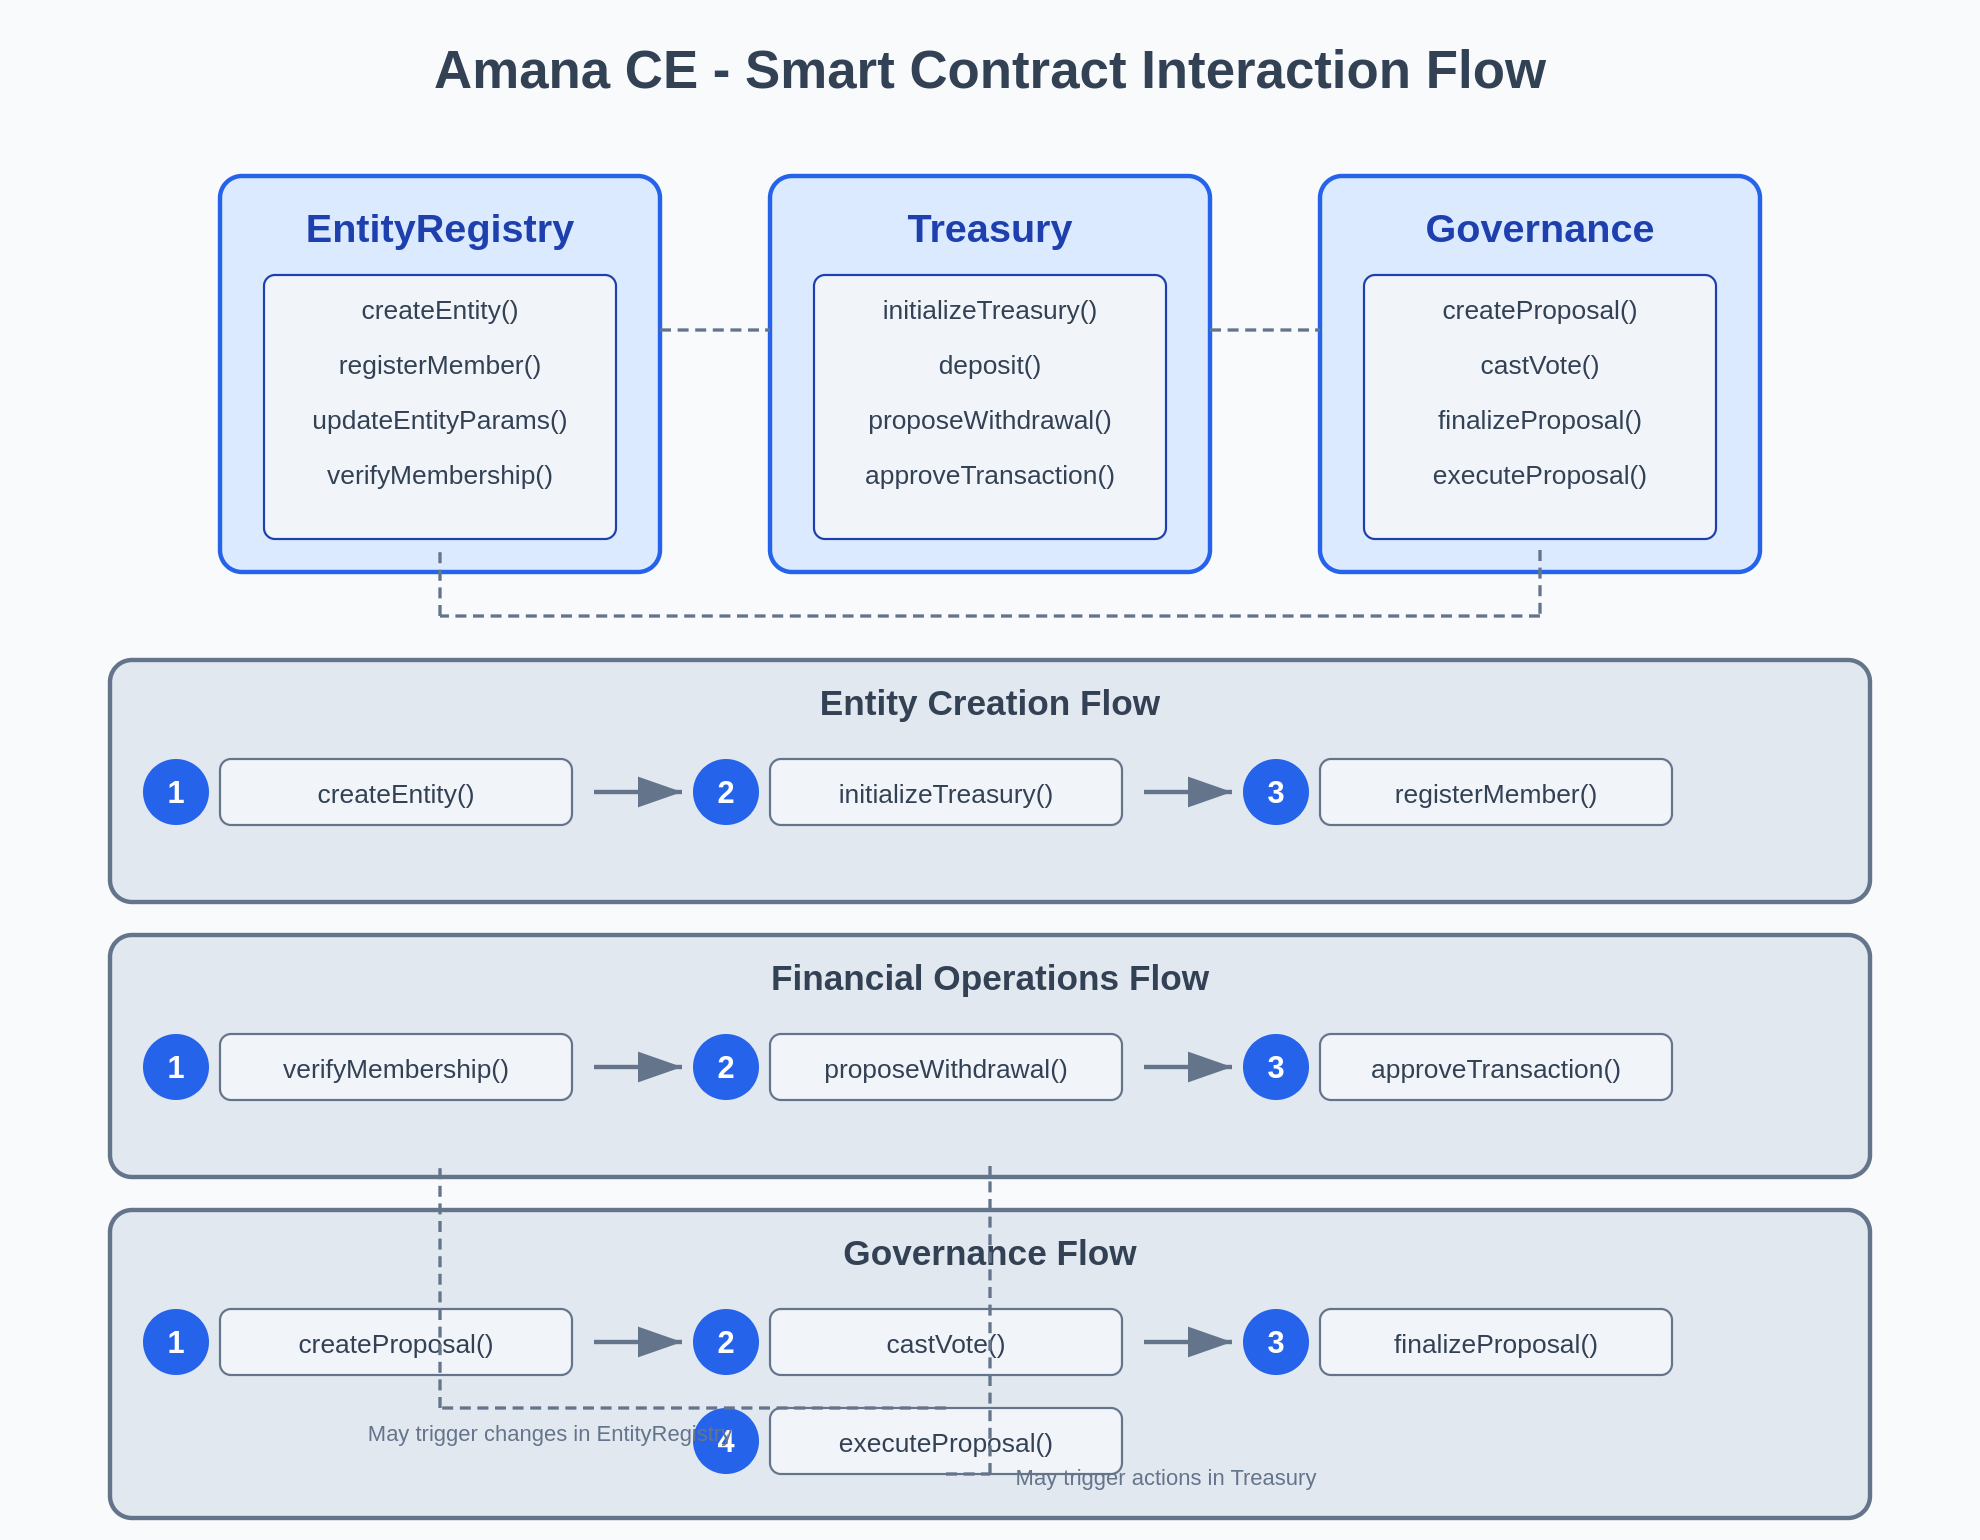 Amana CE - Smart Contract Interaction Flow
EntityRegistry
createEntity()
registerMember()
updateEntityParams()
verifyMembership()
Treasury
initializeTreasury()
deposit()
proposeWithdrawal()
approveTransaction()
Governance
createProposal()
castVote()
finalizeProposal()
executeProposal()
Entity Creation Flow
1 createEntity()
2 initializeTreasury()
3 registerMember()
Financial Operations Flow
1 verifyMembership()
2 proposeWithdrawal()
3 approveTransaction()
Governance Flow
1 createProposal()
2 castVote()
3 finalizeProposal()
May trigger changes in EntityRegistry
4 executeProposal()
May trigger actions in Treasury